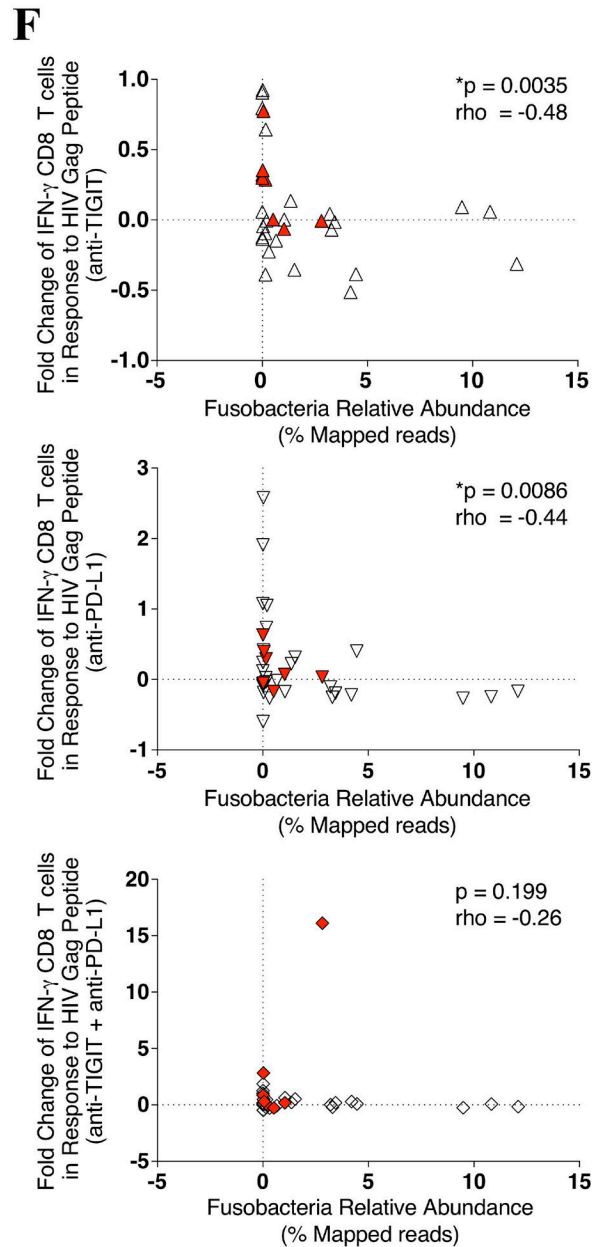 F
Fold Change of IFN-γ CD8 T cells
in Response to HIV Gag Peptide
(anti-TIGIT)
1.0
0.5
0.0
-0.5
-1.0
*p = 0.0035
rho = -0.48
-5 0 5 10 15
Fusobacteria Relative Abundance
(% Mapped reads)
Fold Change of IFN-γ CD8 T cells
in Response to HIV Gag Peptide
(anti-PD-L1)
3
2
1
0
-1
*p = 0.0086
rho = -0.44
-5 0 5 10 15
Fusobacteria Relative Abundance
(% Mapped reads)
Fold Change of IFN-γ CD8 T cells
in Response to HIV Gag Peptide
(anti-TIGIT + anti-PD-L1)
20
15
10
5
0
-5
p = 0.199
rho = -0.26
-5 0 5 10 15
Fusobacteria Relative Abundance
(% Mapped reads)